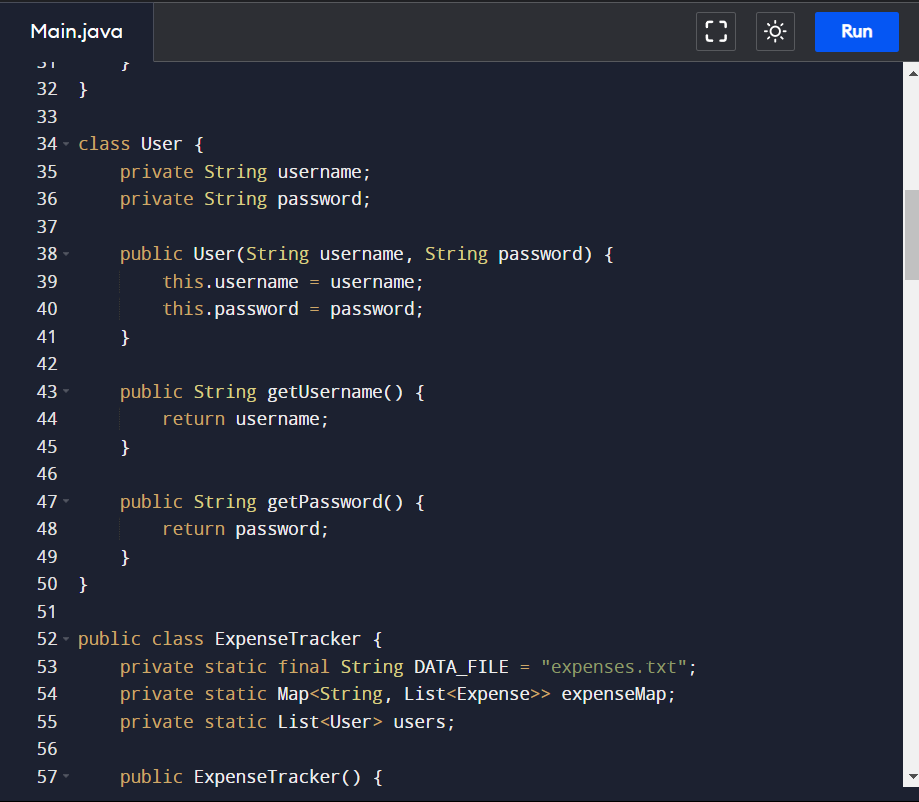 Main.java
Run
31 }
32 }
33
34 class User {
35 private String username;
36 private String password;
37
38 public User(String username, String password) {
39 this.username = username;
40 this.password = password;
41 }
42
43 public String getUsername() {
44 return username;
45 }
46
47 public String getPassword() {
48 return password;
49 }
50 }
51
52 public class ExpenseTracker {
53 private static final String DATA_FILE = "expenses.txt";
54 private static Map<String, List<Expense>> expenseMap;
55 private static List<User> users;
56
57 public ExpenseTracker() {